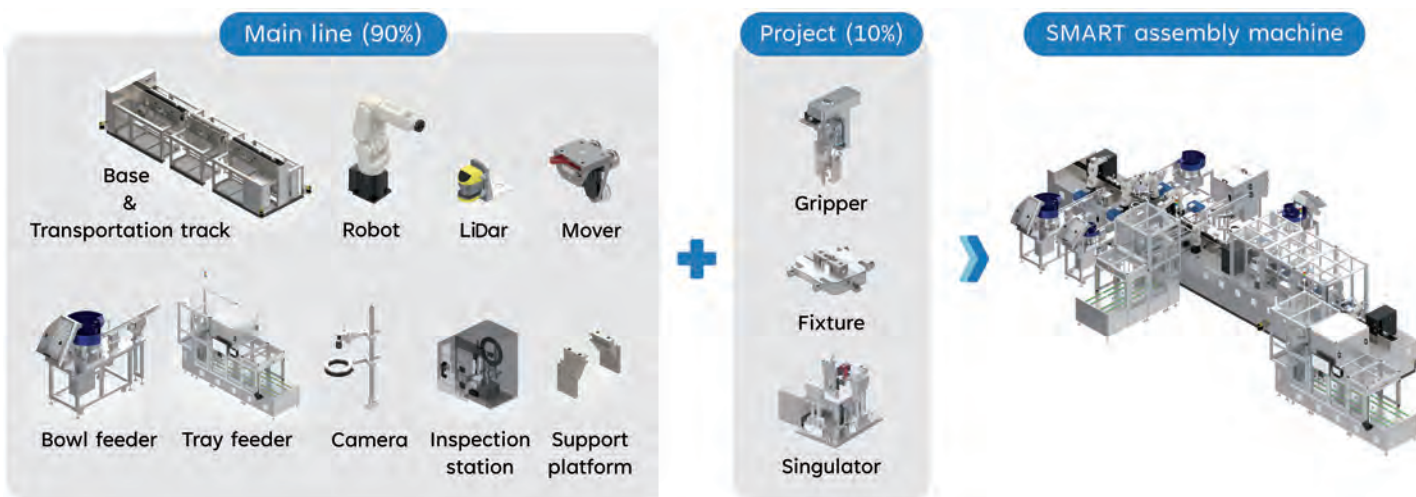 Main line (90%)
Base
&
Transportation track
Robot
LiDar
Mover
Bowl feeder
Tray feeder
Camera
Inspection
station
Support
platform
Project (10%)
Gripper
Fixture
Singulator
SMART assembly machine